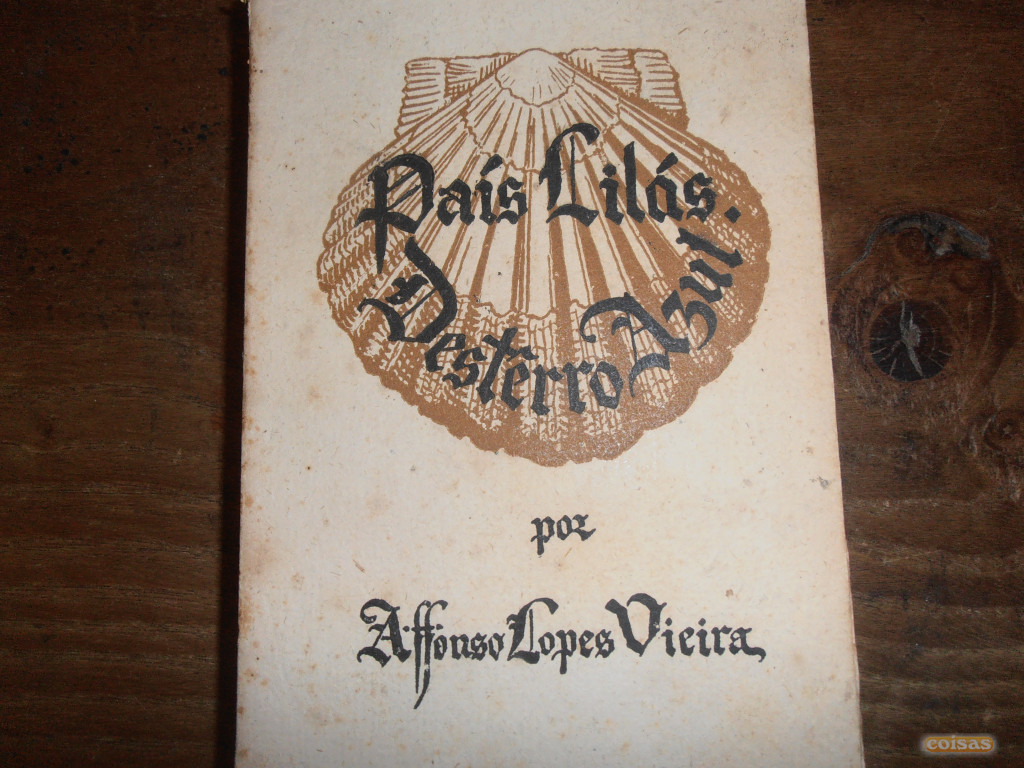 País Lilás.
Destêrro Azul
por
Affonso Lopes Vieira
coisas